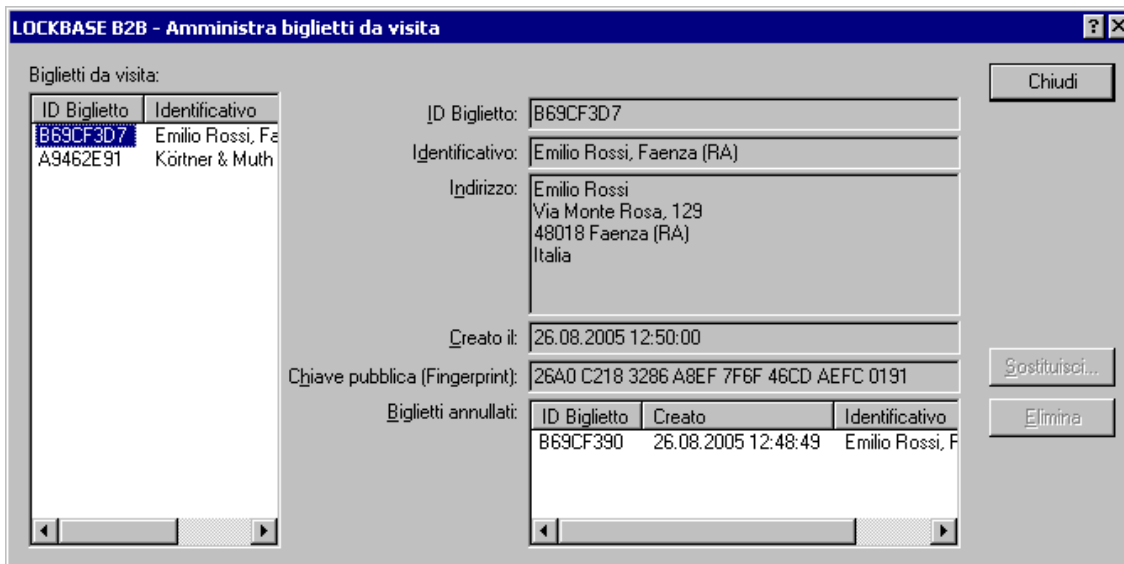 LOCKBASE B2B - Amministra biglietti da visita
Biglietti da visita:
ID Biglietto Identificativo
B69CF3D7 Emilio Rossi, Fa
A9462E91 Körtner & Muth
ID Biglietto: B69CF3D7
Identificativo: Emilio Rossi, Faenza (RA)
Indirizzo: Emilio Rossi
Via Monte Rosa, 129
48018 Faenza (RA)
Italia
Creato il: 26.08.2005 12:50:00
Chiave pubblica (Fingerprint): 26A0 C218 3286 A8EF 7F6F 46CD AEFC 0191
Biglietti annullati:
ID Biglietto Creato Identificativo
B69CF390 26.08.2005 12:48:49 Emilio Rossi, F
Chiudi
Sostituisci...
Elimina